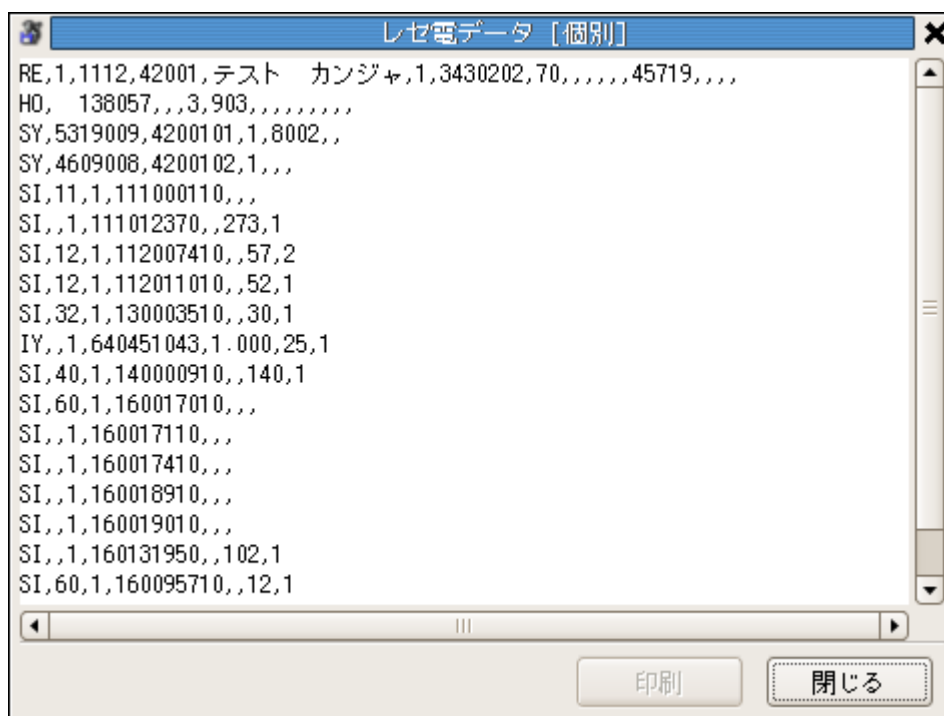 レセ電データ [個別]
RE,1,1112,42001,テスト　カンジャ,1,3430202,70,,,,,,45719,,,,
HO,  138057,,,3,903,,,,,,,,,
SY,5319009,4200101,1,8002,,
SY,4609008,4200102,1,,,
SI,11,1,111000110,,,
SI,,1,111012370,,273,1
SI,12,1,112007410,,57,2
SI,12,1,112011010,,52,1
SI,32,1,130003510,,30,1
IY,,1,640451043,1.000,25,1
SI,40,1,140000910,,140,1
SI,60,1,160017010,,,
SI,,1,160017110,,,
SI,,1,160017410,,,
SI,,1,160018910,,,
SI,,1,160019010,,,
SI,,1,160131950,,102,1
SI,60,1,160095710,,12,1
印刷
閉じる